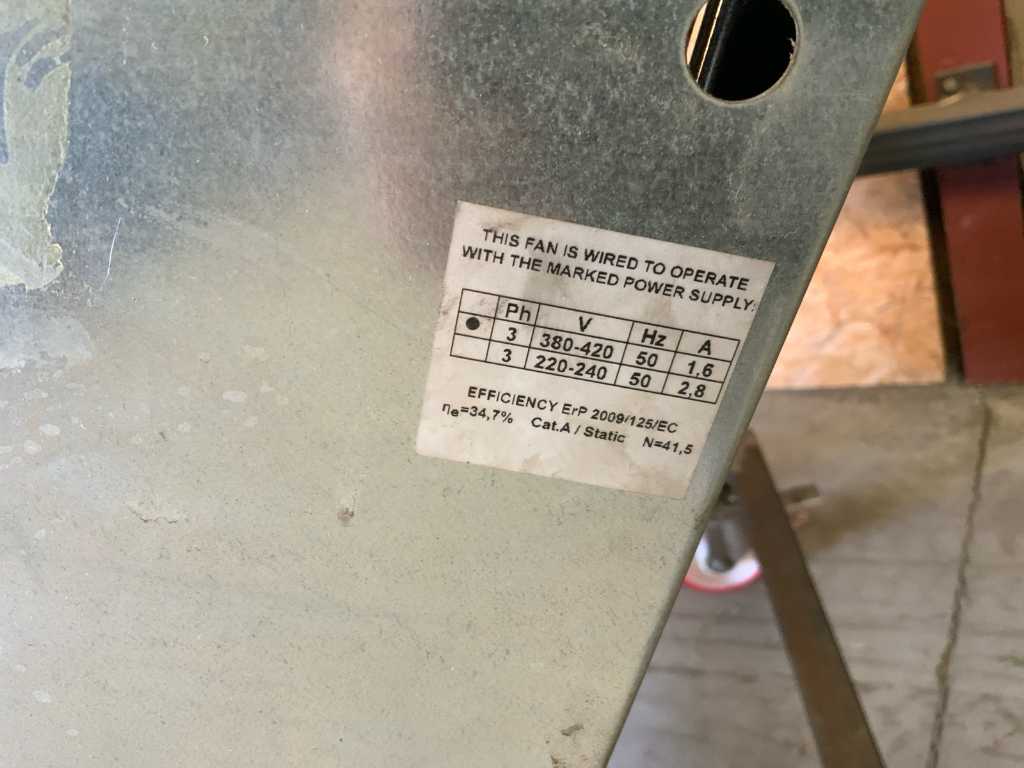 THIS FAN IS WIRED TO OPERATE
WITH THE MARKED POWER SUPPLY:
Ph V Hz A
● 3 380-420 50 1.6
3 220-240 50 2,8
EFFICIENCY ErP 2009/125/EC
ηe=34,7% Cat.A / Static N=41,5